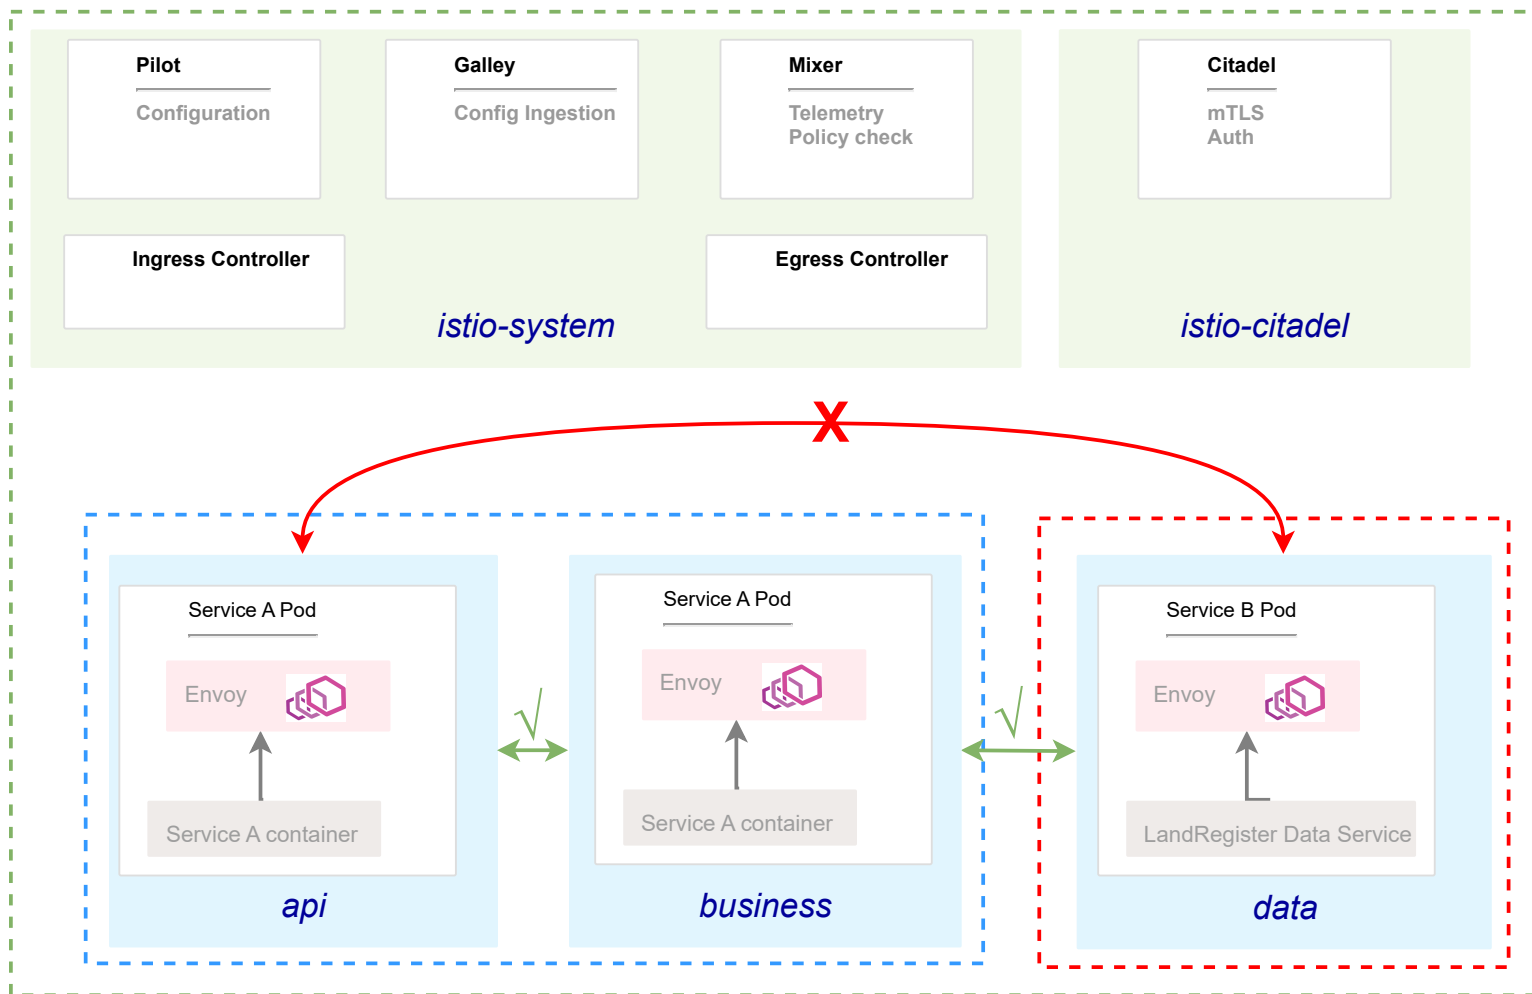 Pilot
Configuration
Galley
Config Ingestion
Mixer
Telemetry
Policy check
Citadel
mTLS
Auth
Ingress Controller
Egress Controller
istio-system
istio-citadel
X
Service A Pod
Envoy
Service A container
api
√
Service A Pod
Envoy
Service A container
business
√
Service B Pod
Envoy
LandRegister Data Service
data